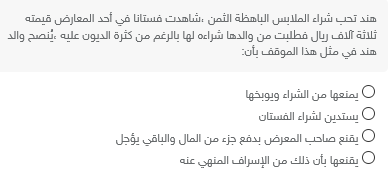 هند تحب شراء الملابس الباهظة الثمن ،شاهدت فستانا في أحد المعارض قيمته
ثلاثة آلاف ريال فطلبت من والدها شراءه لها بالرغم من كثرة الديون عليه ،يُنصح والد
هند في مثل هذا الموقف بأن:
يمنعها من الشراء ويوبخها
يستدين لشراء الفستان
يقنع صاحب المعرض بدفع جزء من المال والباقي يؤجل
يقنعها بأن ذلك من الإسراف المنهي عنه